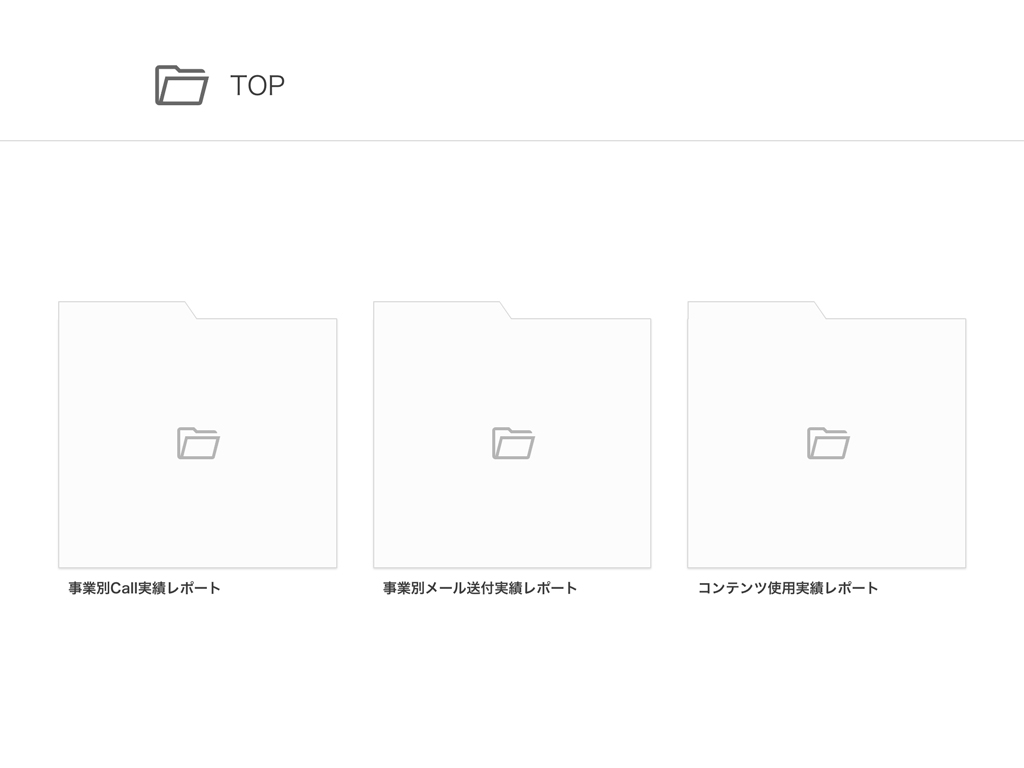 TOP
事業別Call実績レポート
事業別メール送付実績レポート
コンテンツ使用実績レポート